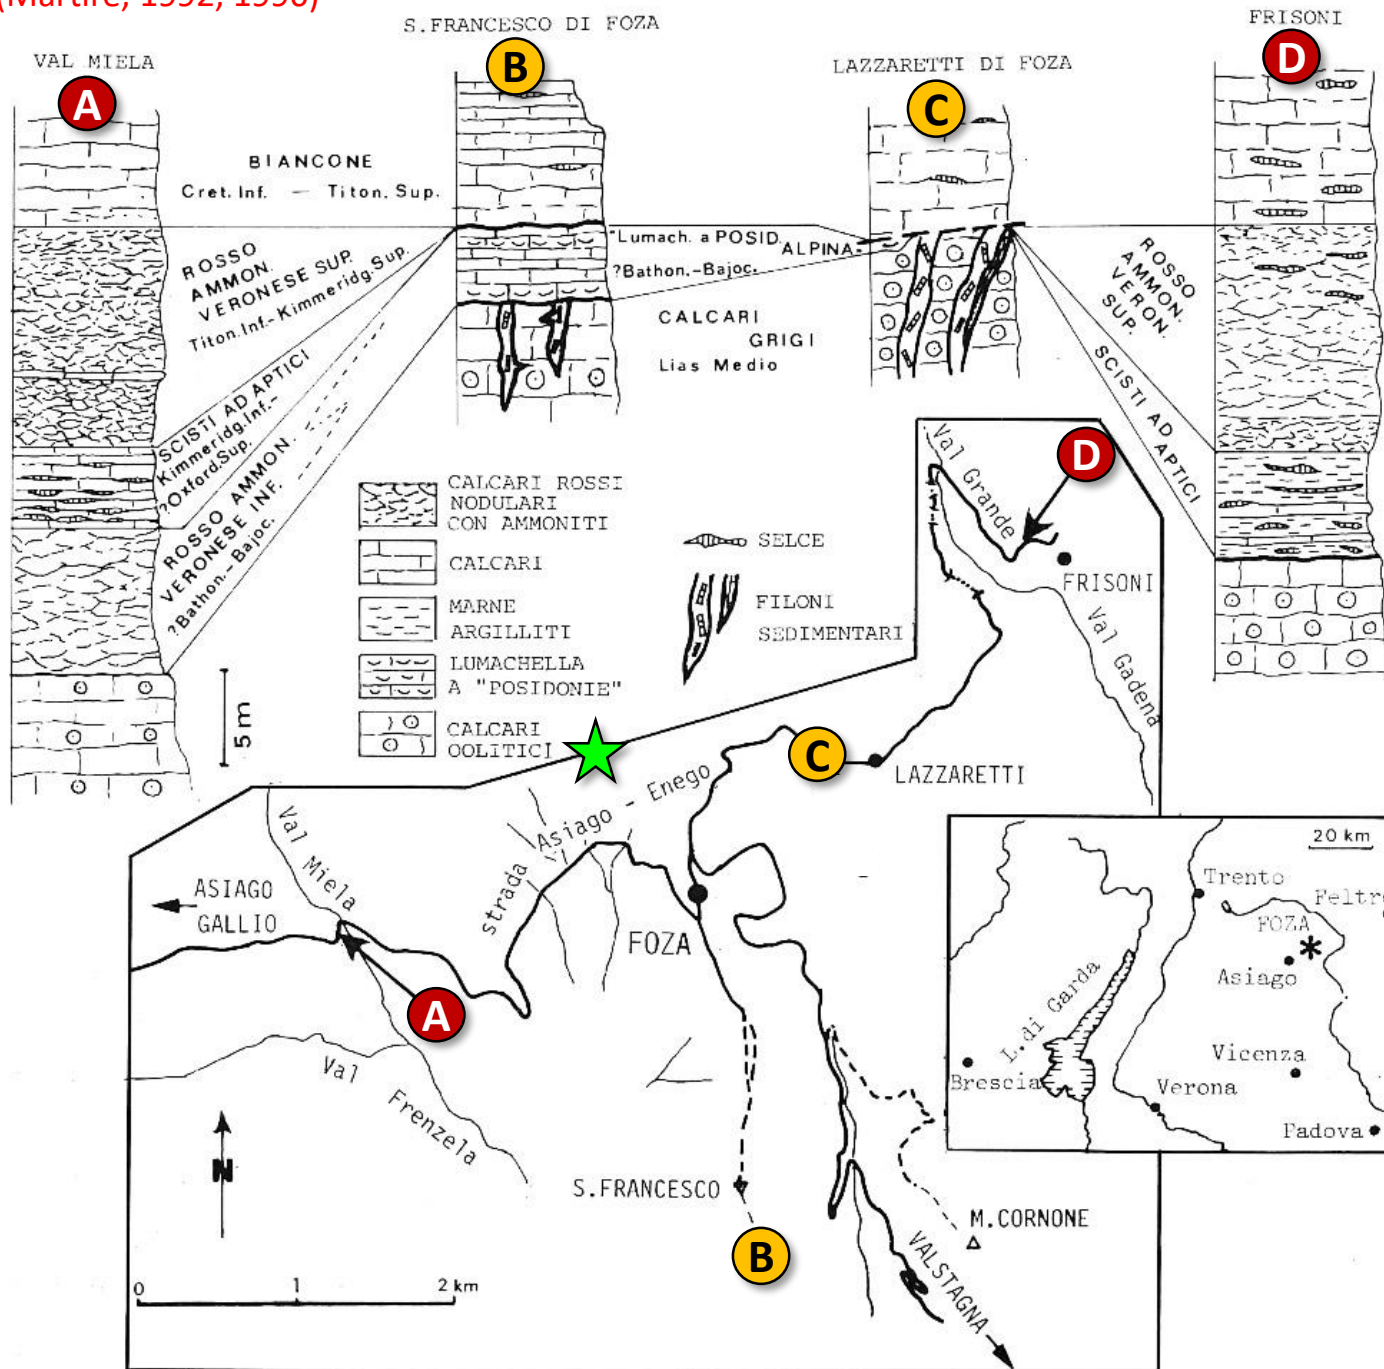 (Martire, 1992, 1996)
VAL MIELA
A
S.FRANCESCO DI FOZA
B
LAZZARETTI DI FOZA
C
FRISONI
D
BIANCONE
Cret. Inf. — Titon. Sup.
ROSSO
AMMON.
VERONESE SUP.
Titon. Inf.-Kimmeridg. Sup.
SCISTI AD APTICI
Kimmeridg. Inf.-
?Oxford. Sup.
ROSSO AMMON.
VERONESE INF.
?Bathon.-Bajoc.
"Lumach. a POSID.
ALPINA
?Bathon.-Bajoc.
CALCARI
GRIGI
Lias Medio
ROSSO
AMMON.
VERON.
SUP.
SCISTI AD
APTICI
CALCARI ROSSI
NODULARI
CON AMMONITI
CALCARI
MARNE
ARGILLITI
LUMACHELLA
A "POSIDONIE"
CALCARI
OOLITICI
SELCE
FILONI
SEDIMENTARI
5 m
Val Grande
D
FRISONI
Val Gadena
C
LAZZARETTI
strada Asiago - Enego
Val Miela
ASIAGO
GALLIO
FOZA
A
Val Frenzela
N
S.FRANCESCO
B
M.CORNONE
VALSTAGNA
0 1 2 km
20 km
Trento
Feltre
FOZA
Asiago
L.di Garda
Vicenza
Brescia
Verona
Padova